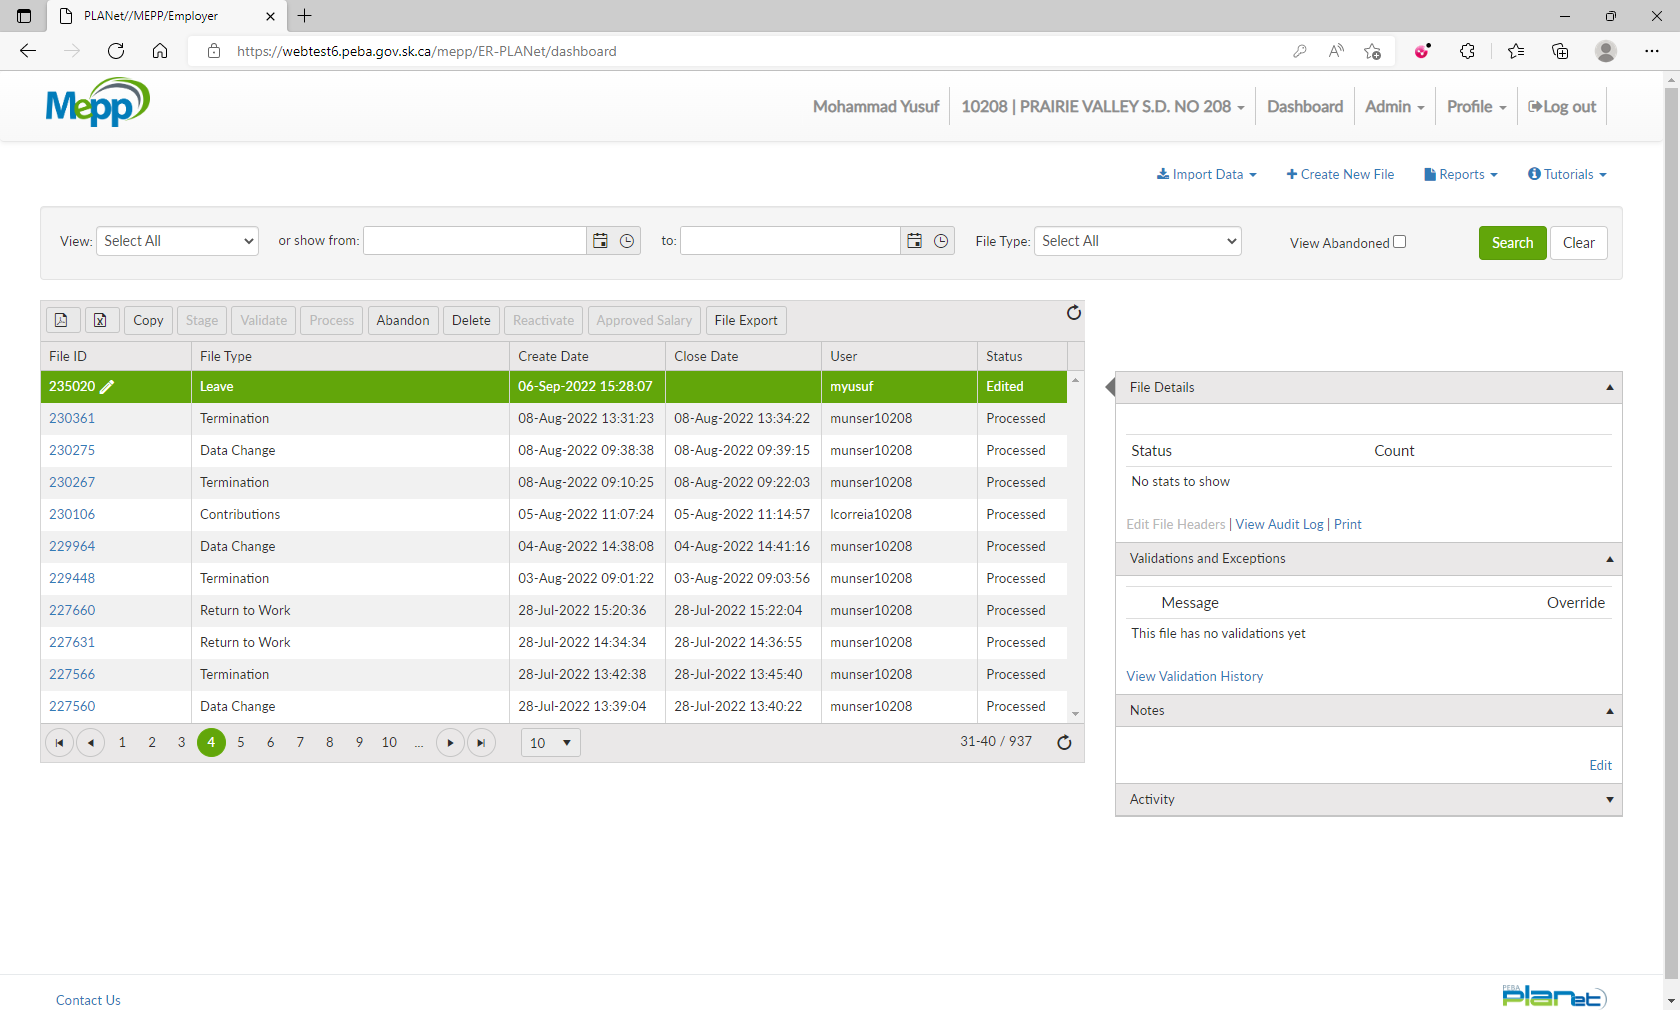 PLANet//MEPP/Employer
https://webtest6.peba.gov.sk.ca/mepp/ER-PLANet/dashboard
Mepp
Mohammad Yusuf 10208 | PRAIRIE VALLEY S.D. NO 208 Dashboard Admin Profile Log out
Import Data Create New File Reports Tutorials
View: Select All or show from: to: File Type: Select All View Abandoned Search Clear
Copy Stage Validate Process Abandon Delete Reactivate Approved Salary File Export
File ID File Type Create Date Close Date User Status
235020 Leave 06-Sep-2022 15:28:07 myusuf Edited
230361 Termination 08-Aug-2022 13:31:23 08-Aug-2022 13:34:22 munser10208 Processed
230275 Data Change 08-Aug-2022 09:38:38 08-Aug-2022 09:39:15 munser10208 Processed
230267 Termination 08-Aug-2022 09:10:25 08-Aug-2022 09:22:03 munser10208 Processed
230106 Contributions 05-Aug-2022 11:07:24 05-Aug-2022 11:14:57 lcorreia10208 Processed
229964 Data Change 04-Aug-2022 14:38:08 04-Aug-2022 14:41:16 munser10208 Processed
229448 Termination 03-Aug-2022 09:01:22 03-Aug-2022 09:03:56 munser10208 Processed
227660 Return to Work 28-Jul-2022 15:20:36 28-Jul-2022 15:22:04 munser10208 Processed
227631 Return to Work 28-Jul-2022 14:34:34 28-Jul-2022 14:36:55 munser10208 Processed
227566 Termination 28-Jul-2022 13:42:38 28-Jul-2022 13:45:40 munser10208 Processed
227560 Data Change 28-Jul-2022 13:39:04 28-Jul-2022 13:40:22 munser10208 Processed
1 2 3 4 5 6 7 8 9 10 ... 10 31-40 / 937
File Details
Status Count
No stats to show
Edit File Headers | View Audit Log | Print
Validations and Exceptions
Message Override
This file has no validations yet
View Validation History
Notes
Edit
Activity
Contact Us
PEBA
planet